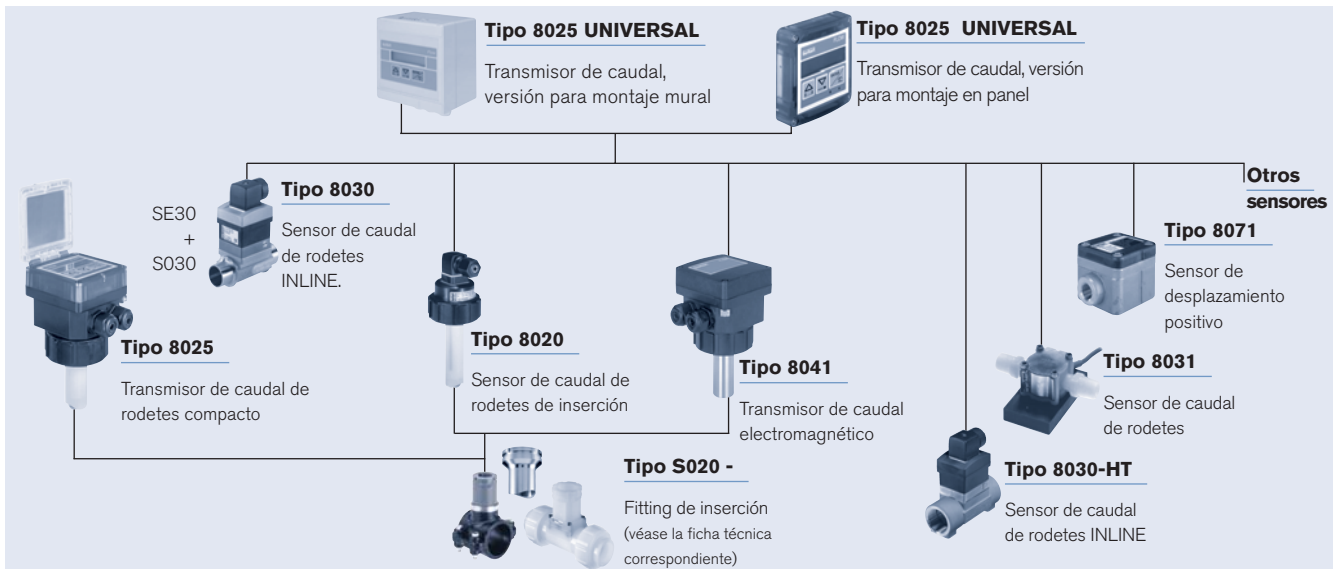 Tipo 8025 UNIVERSAL
Transmisor de caudal,
versión para montaje mural
Tipo 8025 UNIVERSAL
Transmisor de caudal, versión
para montaje en panel
SE30
+
S030
Tipo 8030
Sensor de caudal
de rodetes
INLINE.
Otros
sensores
Tipo 8071
Sensor de
desplazamiento
positivo
Tipo 8025
Transmisor de caudal de
rodetes compacto
Tipo 8020
Sensor de caudal de
rodetes de inserción
Tipo 8041
Transmisor de caudal
electromagnético
Tipo 8031
Sensor de caudal
de rodetes
Tipo S020 -
Fitting de inserción
(véase la ficha técnica
correspondiente)
Tipo 8030-HT
Sensor de caudal
de rodetes INLINE